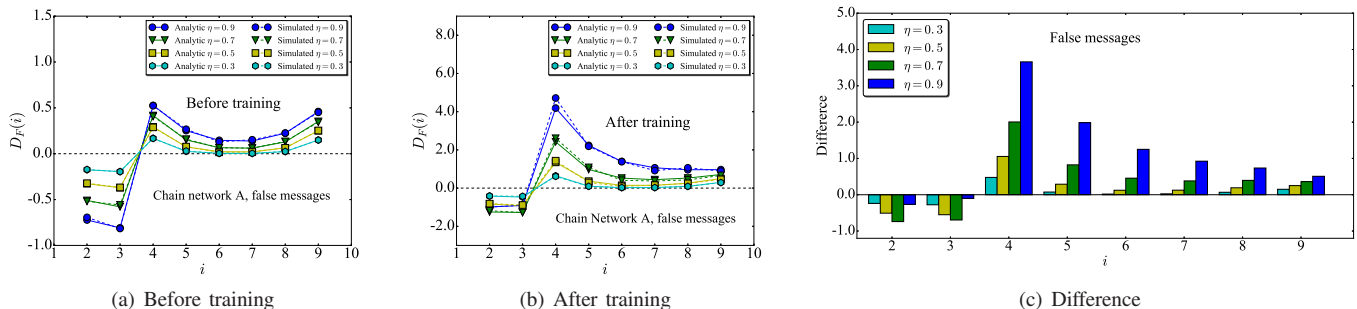 1.5
1.0
0.5
0.0
-0.5
-1.0
D_F(i)
Analytic η = 0.9
Analytic η = 0.7
Analytic η = 0.5
Analytic η = 0.3
Simulated η = 0.9
Simulated η = 0.7
Simulated η = 0.5
Simulated η = 0.3
Before training
Chain network A, false messages
1 2 3 4 5 6 7 8 9 10
i
(a) Before training
8.0
6.0
4.0
2.0
0.0
-2.0
D_F(i)
Analytic η = 0.9
Analytic η = 0.7
Analytic η = 0.5
Analytic η = 0.3
Simulated η = 0.9
Simulated η = 0.7
Simulated η = 0.5
Simulated η = 0.3
After training
Chain Network A, false messages
1 2 3 4 5 6 7 8 9 10
i
(b) After training
5.0
4.0
3.0
2.0
1.0
0.0
-1.0
Difference
η = 0.3
η = 0.5
η = 0.7
η = 0.9
False messages
2 3 4 5 6 7 8 9
i
(c) Difference